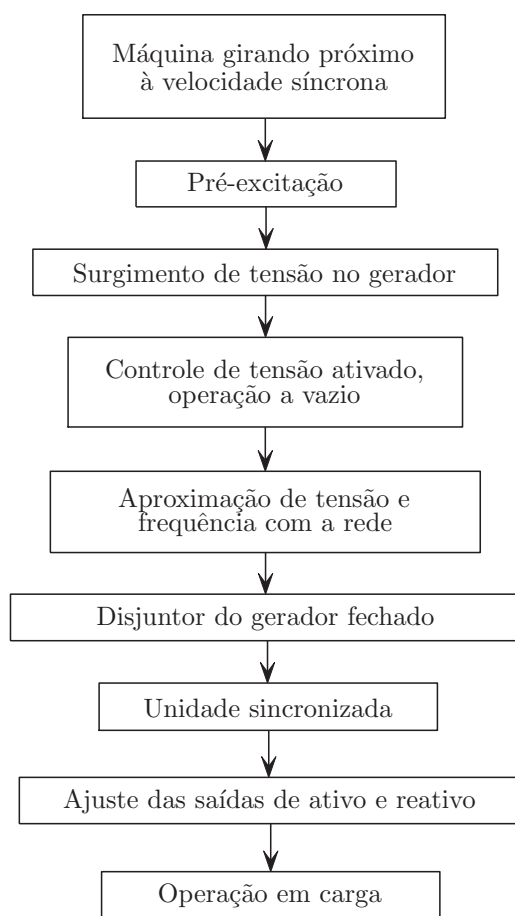 Máquina girando próximo
à velocidade síncrona
Pré-excitação
Surgimento de tensão no gerador
Controle de tensão ativado,
operação a vazio
Aproximação de tensão e
frequência com a rede
Disjuntor do gerador fechado
Unidade sincronizada
Ajuste das saídas de ativo e reativo
Operação em carga